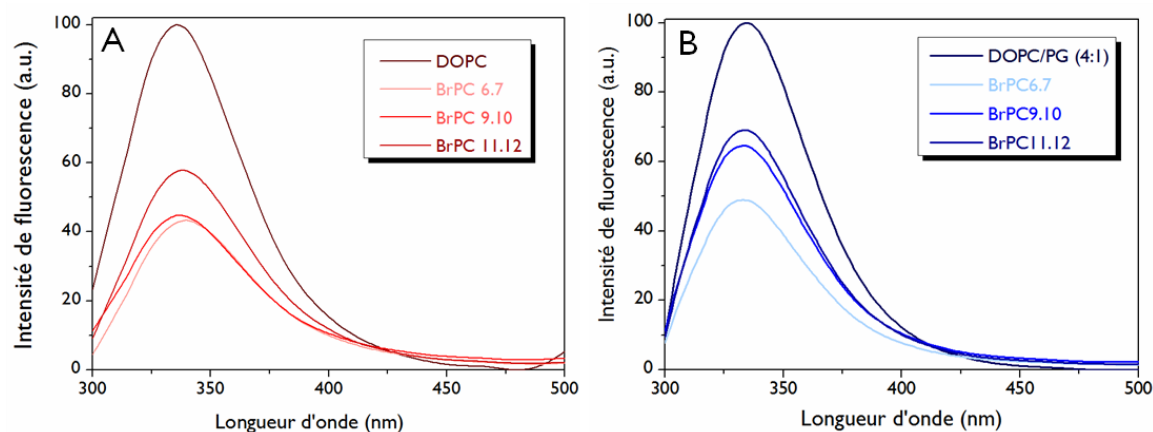 A
DOPC
BrPC 6.7
BrPC 9.10
BrPC 11.12
Intensité de fluorescence (a.u.)
100
80
60
40
20
0
300
350
400
450
500
Longueur d'onde (nm)
B
DOPC/PG (4:1)
BrPC6.7
BrPC9.10
BrPC11.12
Intensité de fluorescence (a.u.)
100
80
60
40
20
0
300
350
400
450
500
Longueur d'onde (nm)